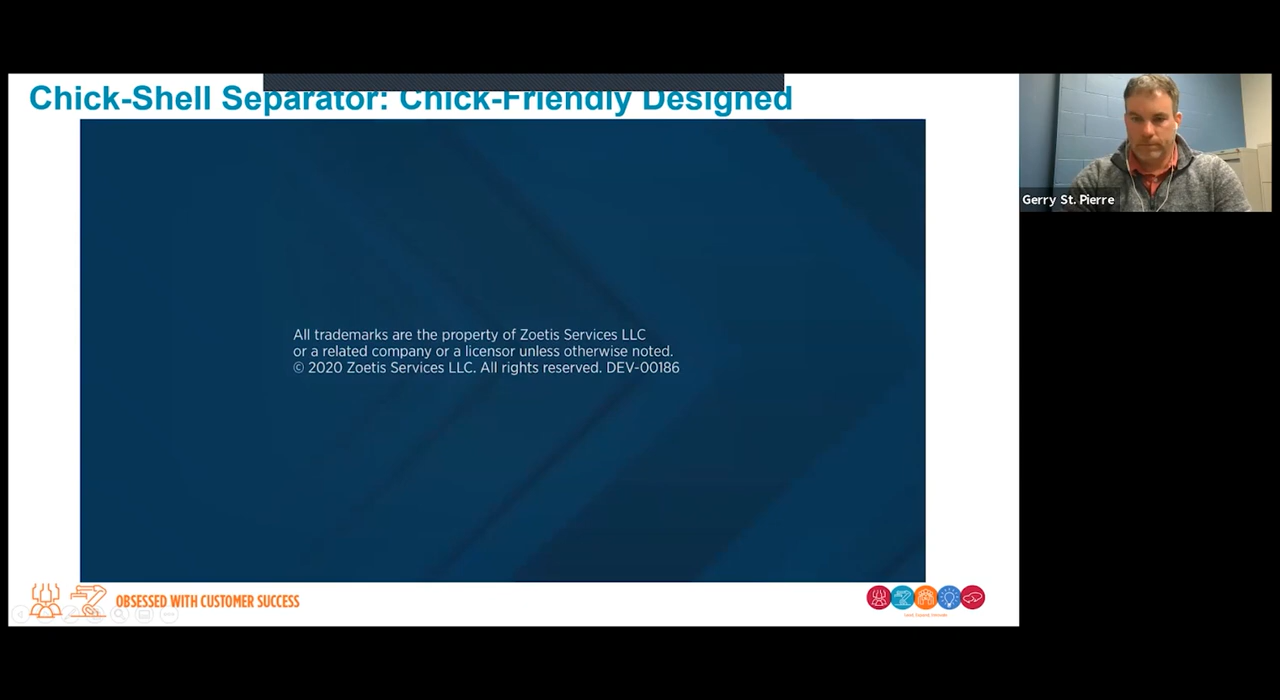 Chick-Shell Separator: Chick-Friendly Designed
Gerry St. Pierre
All trademarks are the property of Zoetis Services LLC
or a related company or a licensor unless otherwise noted.
© 2020 Zoetis Services LLC. All rights reserved. DEV-00186
OBSESSED WITH CUSTOMER SUCCESS